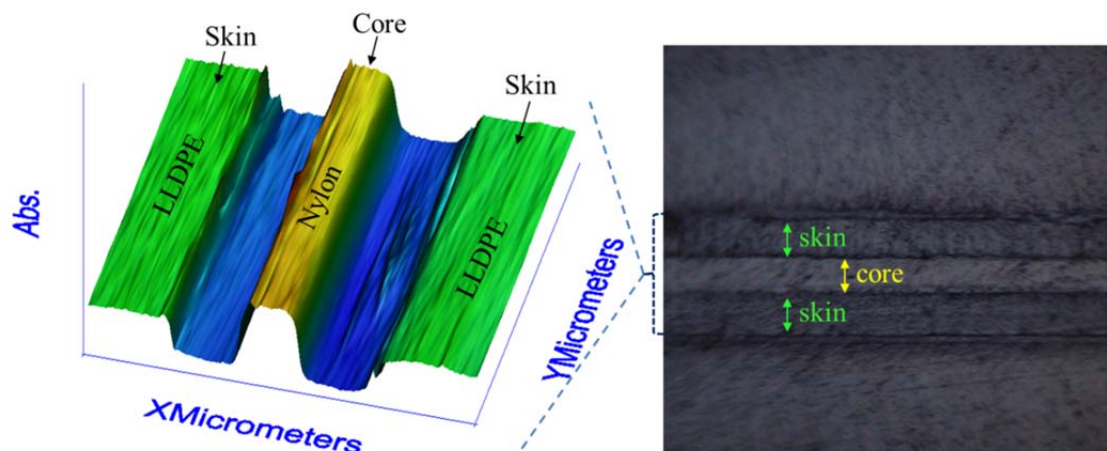 Skin
Core
Skin
LLDPE
Nylon
LLDPE
Abs.
XMicrometers
YMicrometers
skin
core
skin